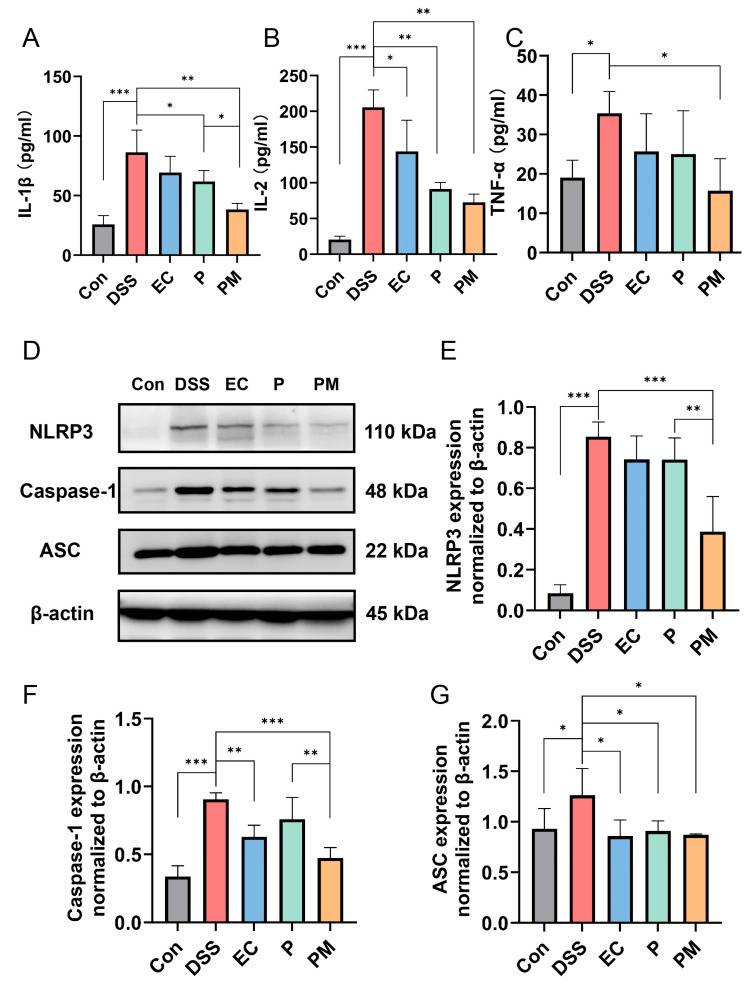 A
IL-1β (pg/ml)
150
100
50
0
***
**
*
*
Con
DSS
EC
P
PM
B
IL-2 (pg/ml)
250
200
150
100
50
0
**
**
***
*
Con
DSS
EC
P
PM
C
TNF-α (pg/ml)
50
40
30
20
10
0
*
*
Con
DSS
EC
P
PM
D
Con DSS EC P PM
NLRP3 110 kDa
Caspase-1 48 kDa
ASC 22 kDa
β-actin 45 kDa
E
NLRP3 expression
normalized to β-actin
1.0
0.8
0.6
0.4
0.2
0.0
***
***
**
Con
DSS
EC
P
PM
F
Caspase-1 expression
normalized to β-actin
1.5
1.0
0.5
0.0
***
***
**
**
Con
DSS
EC
P
PM
G
ASC expression
normalized to β-actin
2.0
1.5
1.0
0.5
0.0
*
*
*
*
Con
DSS
EC
P
PM